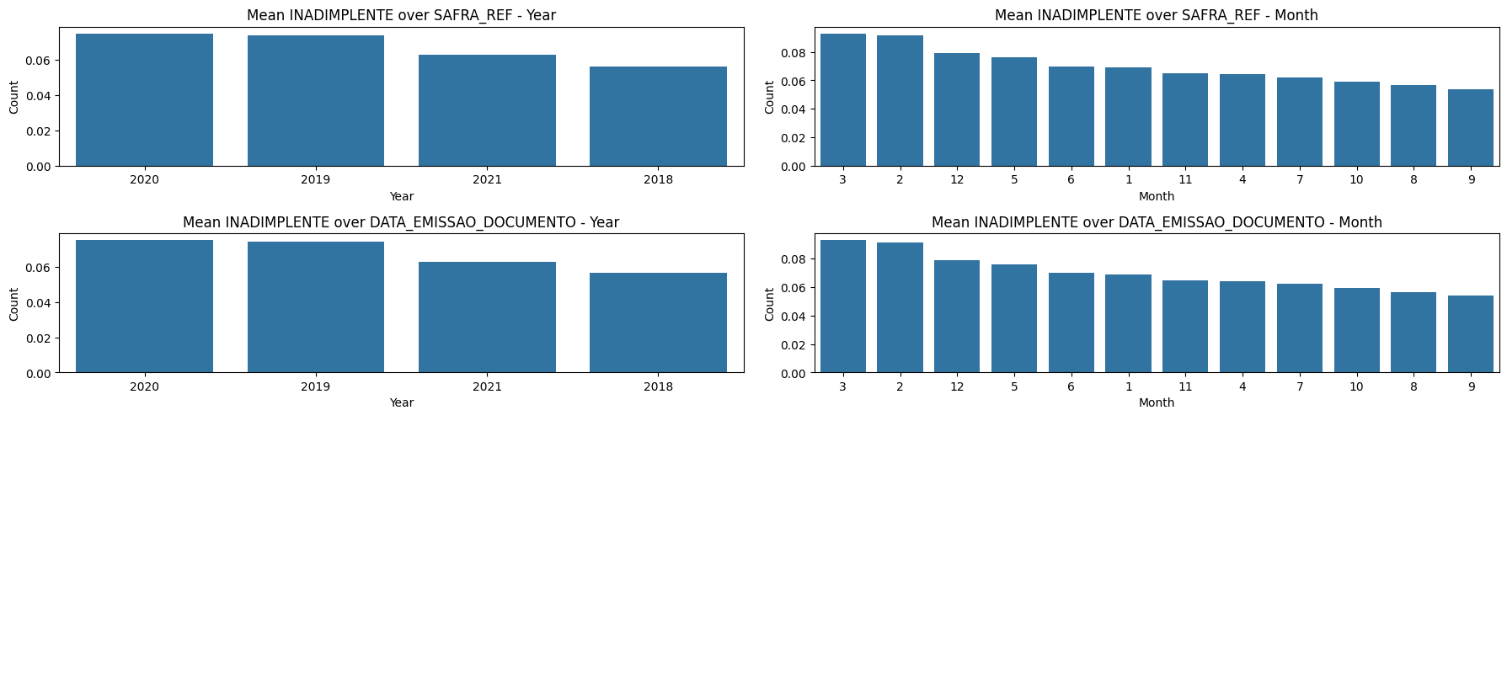 Mean INADIMPLENTE over SAFRA_REF - Year
Count
0.06
0.04
0.02
0.00
2020 2019 2021 2018
Year
Mean INADIMPLENTE over SAFRA_REF - Month
Count
0.08
0.06
0.04
0.02
0.00
3 2 12 5 6 1 11 4 7 10 8 9
Month
Mean INADIMPLENTE over DATA_EMISSAO_DOCUMENTO - Year
Count
0.06
0.04
0.02
0.00
2020 2019 2021 2018
Year
Mean INADIMPLENTE over DATA_EMISSAO_DOCUMENTO - Month
Count
0.08
0.06
0.04
0.02
0.00
3 2 12 5 6 1 11 4 7 10 8 9
Month